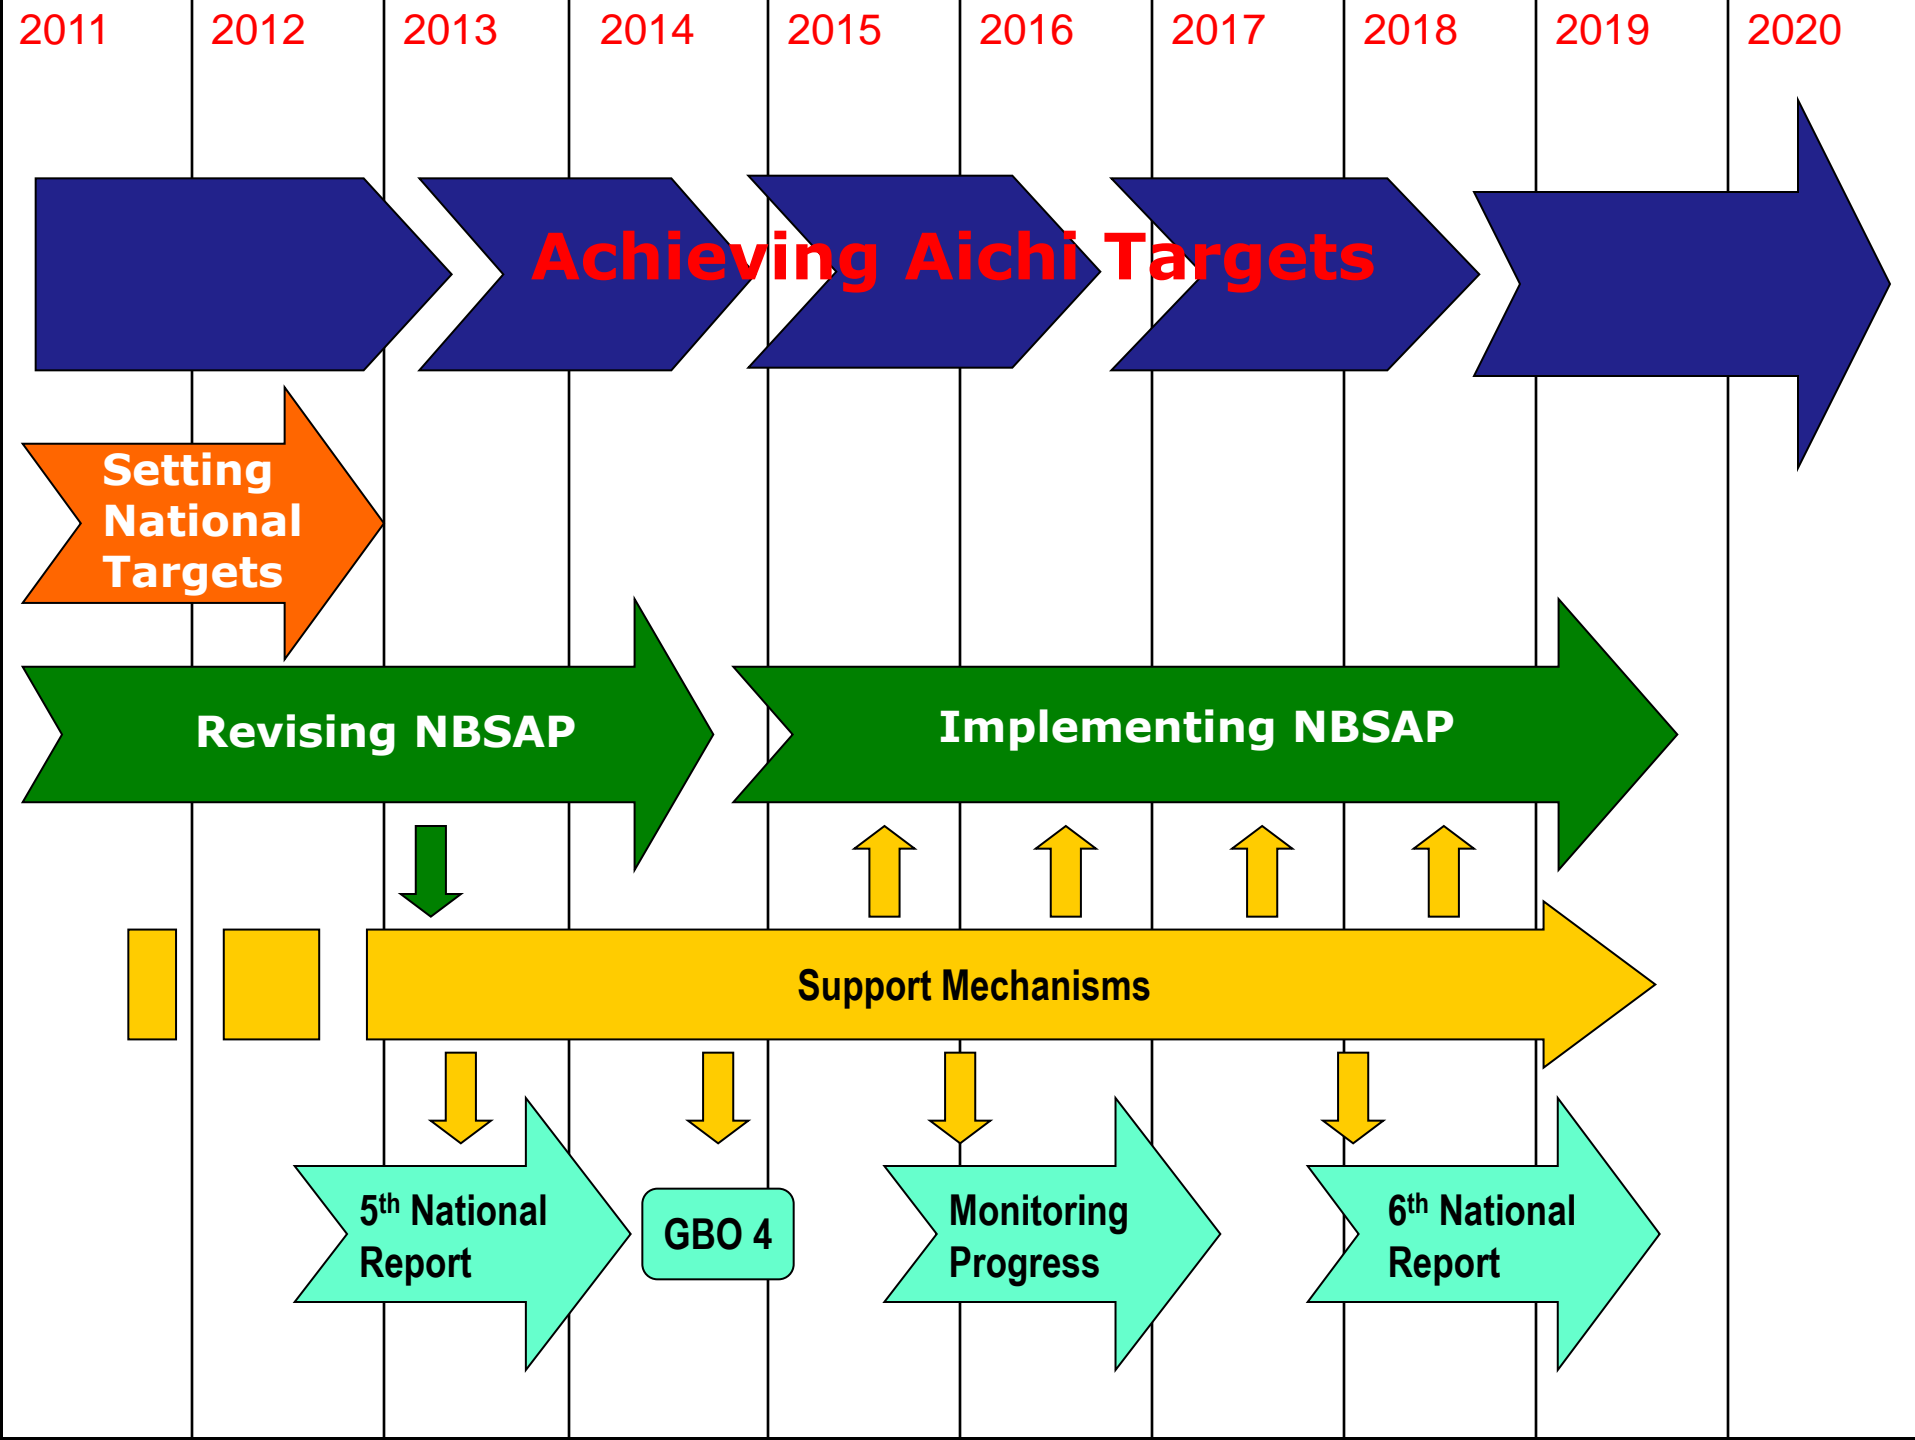 2011 2012 2013 2014 2015 2016 2017 2018 2019 2020
Achieving Aichi Targets
Setting
National
Targets
Revising NBSAP
Implementing NBSAP
Support Mechanisms
5th National
Report
GBO 4
Monitoring
Progress
6th National
Report